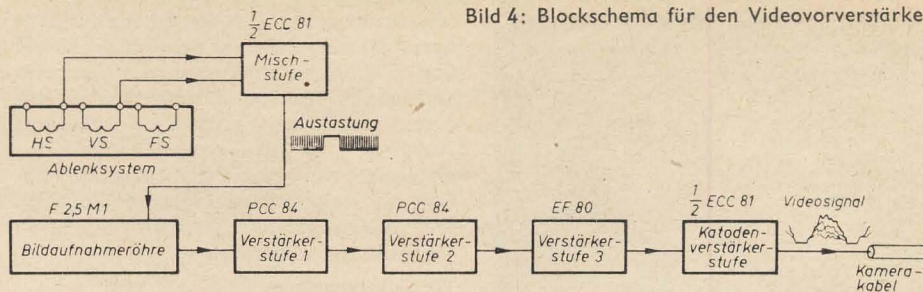 Bild 4: Blockschema für den Videovorverstärke
1/2 ECC 81
Misch-
stufe
HS VS FS
Ablenksystem
Austastung
F 2,5 M1
Bildaufnahmeröhre
PCC 84
Verstärker-
stufe 1
PCC 84
Verstärker-
stufe 2
EF 80
Verstärker-
stufe 3
1/2 ECC 81
Katoden-
verstärker-
stufe
Videosignal
Kamera-
kabel